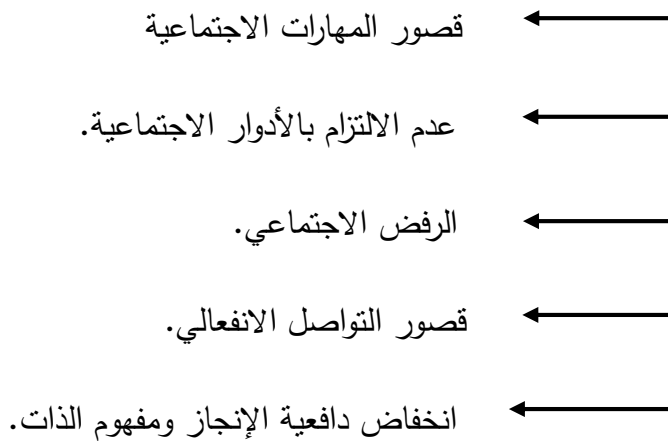 قصور المهارات الاجتماعية
عدم الالتزام بالأدوار الاجتماعية.
الرفض الاجتماعي.
قصور التواصل الانفعالي.
انخفاض دافعية الإنجاز ومفهوم الذات.